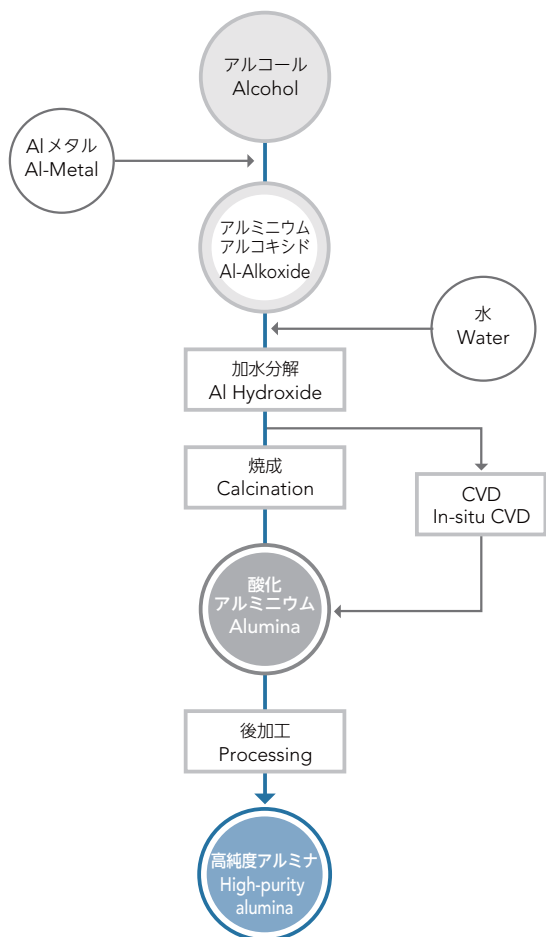 アルコール
Alcohol
Alメタル
Al-Metal
アルミニウム
アルコキシド
Al-Alkoxide
水
Water
加水分解
Al Hydroxide
焼成
Calcination
CVD
In-situ CVD
酸化
アルミニウム
Alumina
後加工
Processing
高純度アルミナ
High-purity
alumina